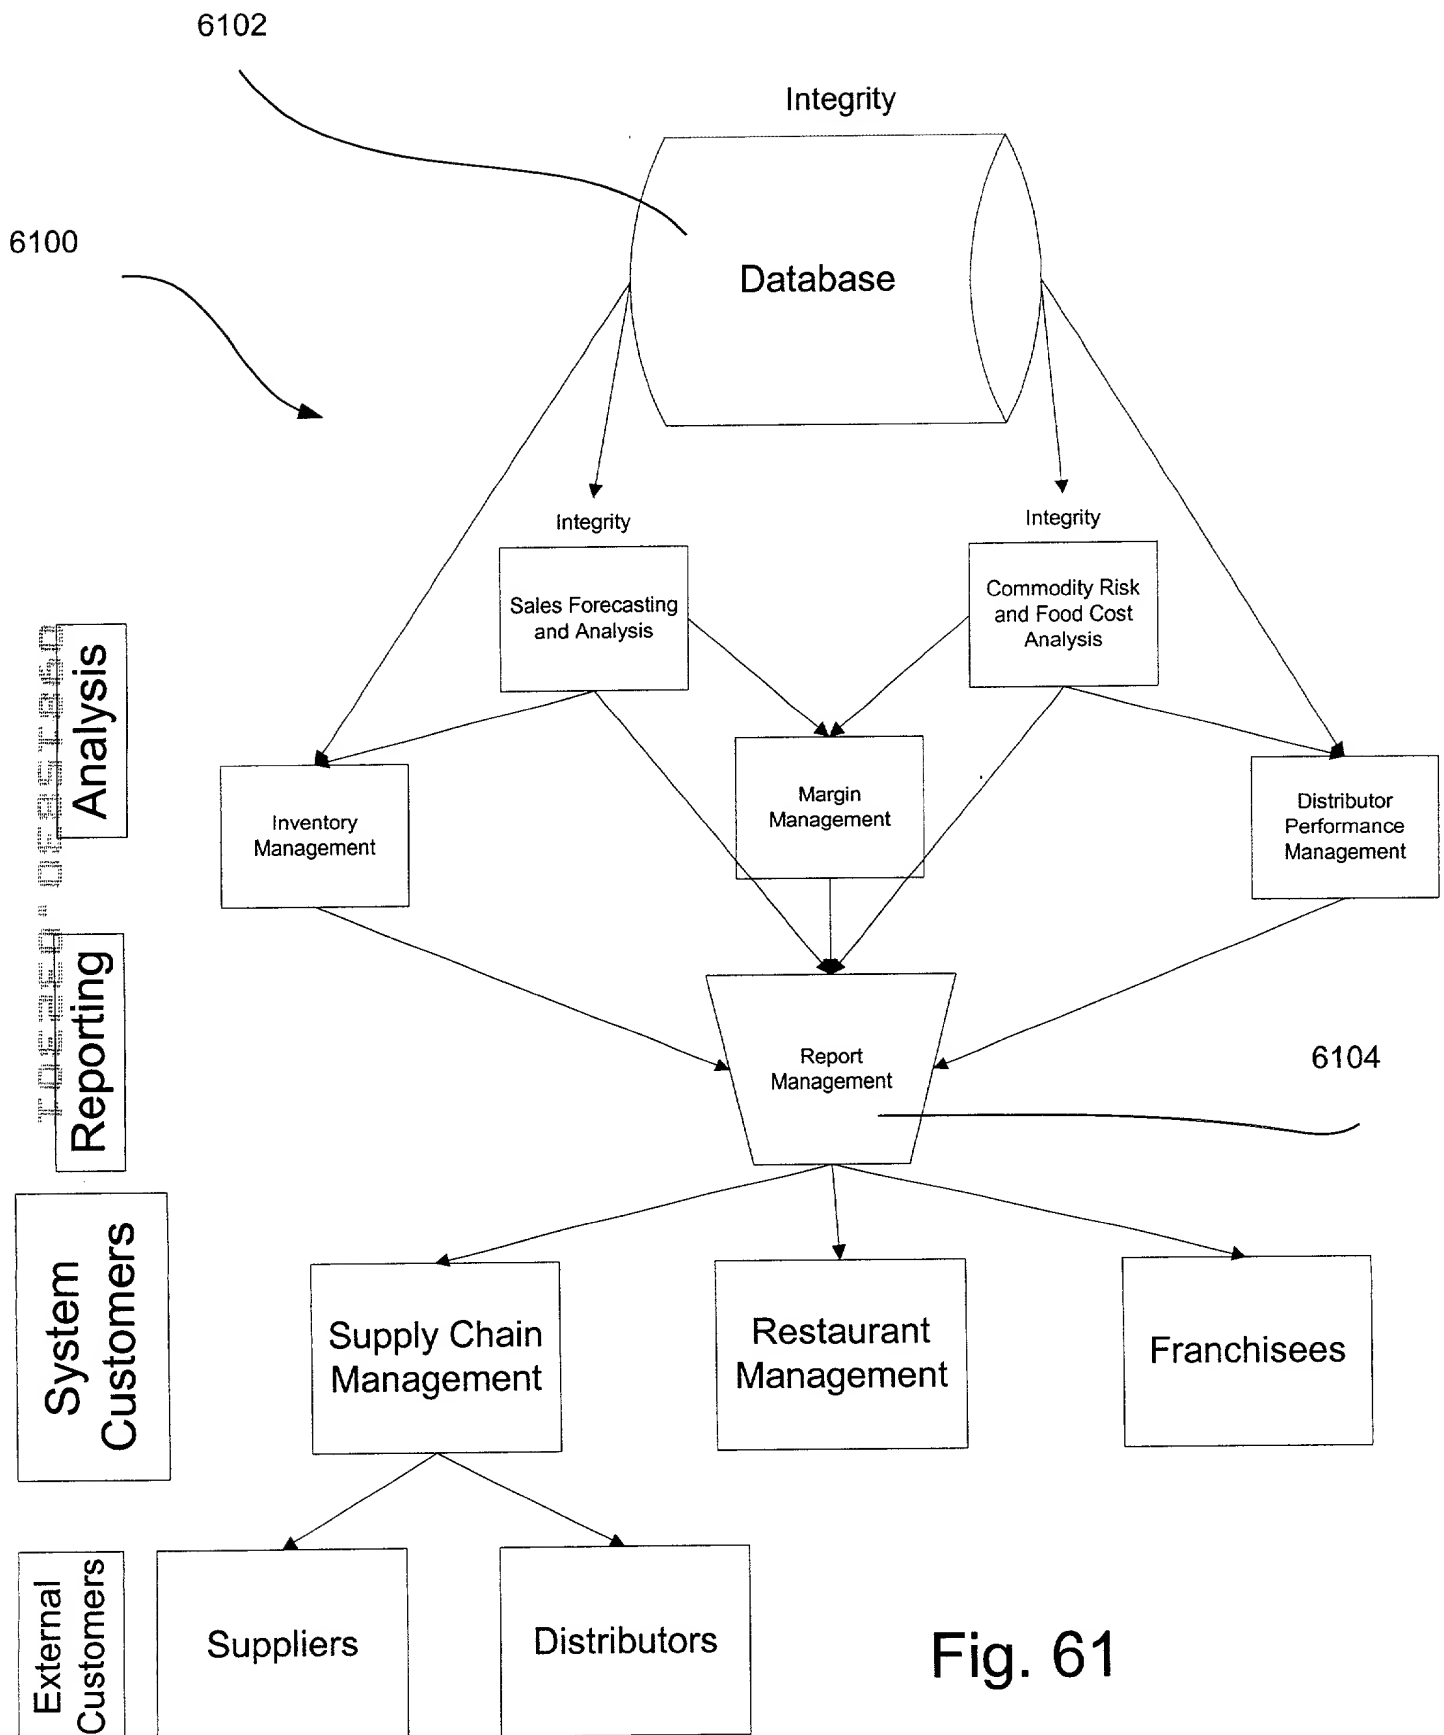 6102
Integrity
6100
Database
Integrity
Integrity
Sales Forecasting
and Analysis
Commodity Risk
and Food Cost
Analysis
Analysis
Inventory
Management
Margin
Management
Distributor
Performance
Management
Reporting
Report
Management
6104
System
Customers
Supply Chain
Management
Restaurant
Management
Franchisees
External
Customers
Suppliers
Distributors
Fig. 61